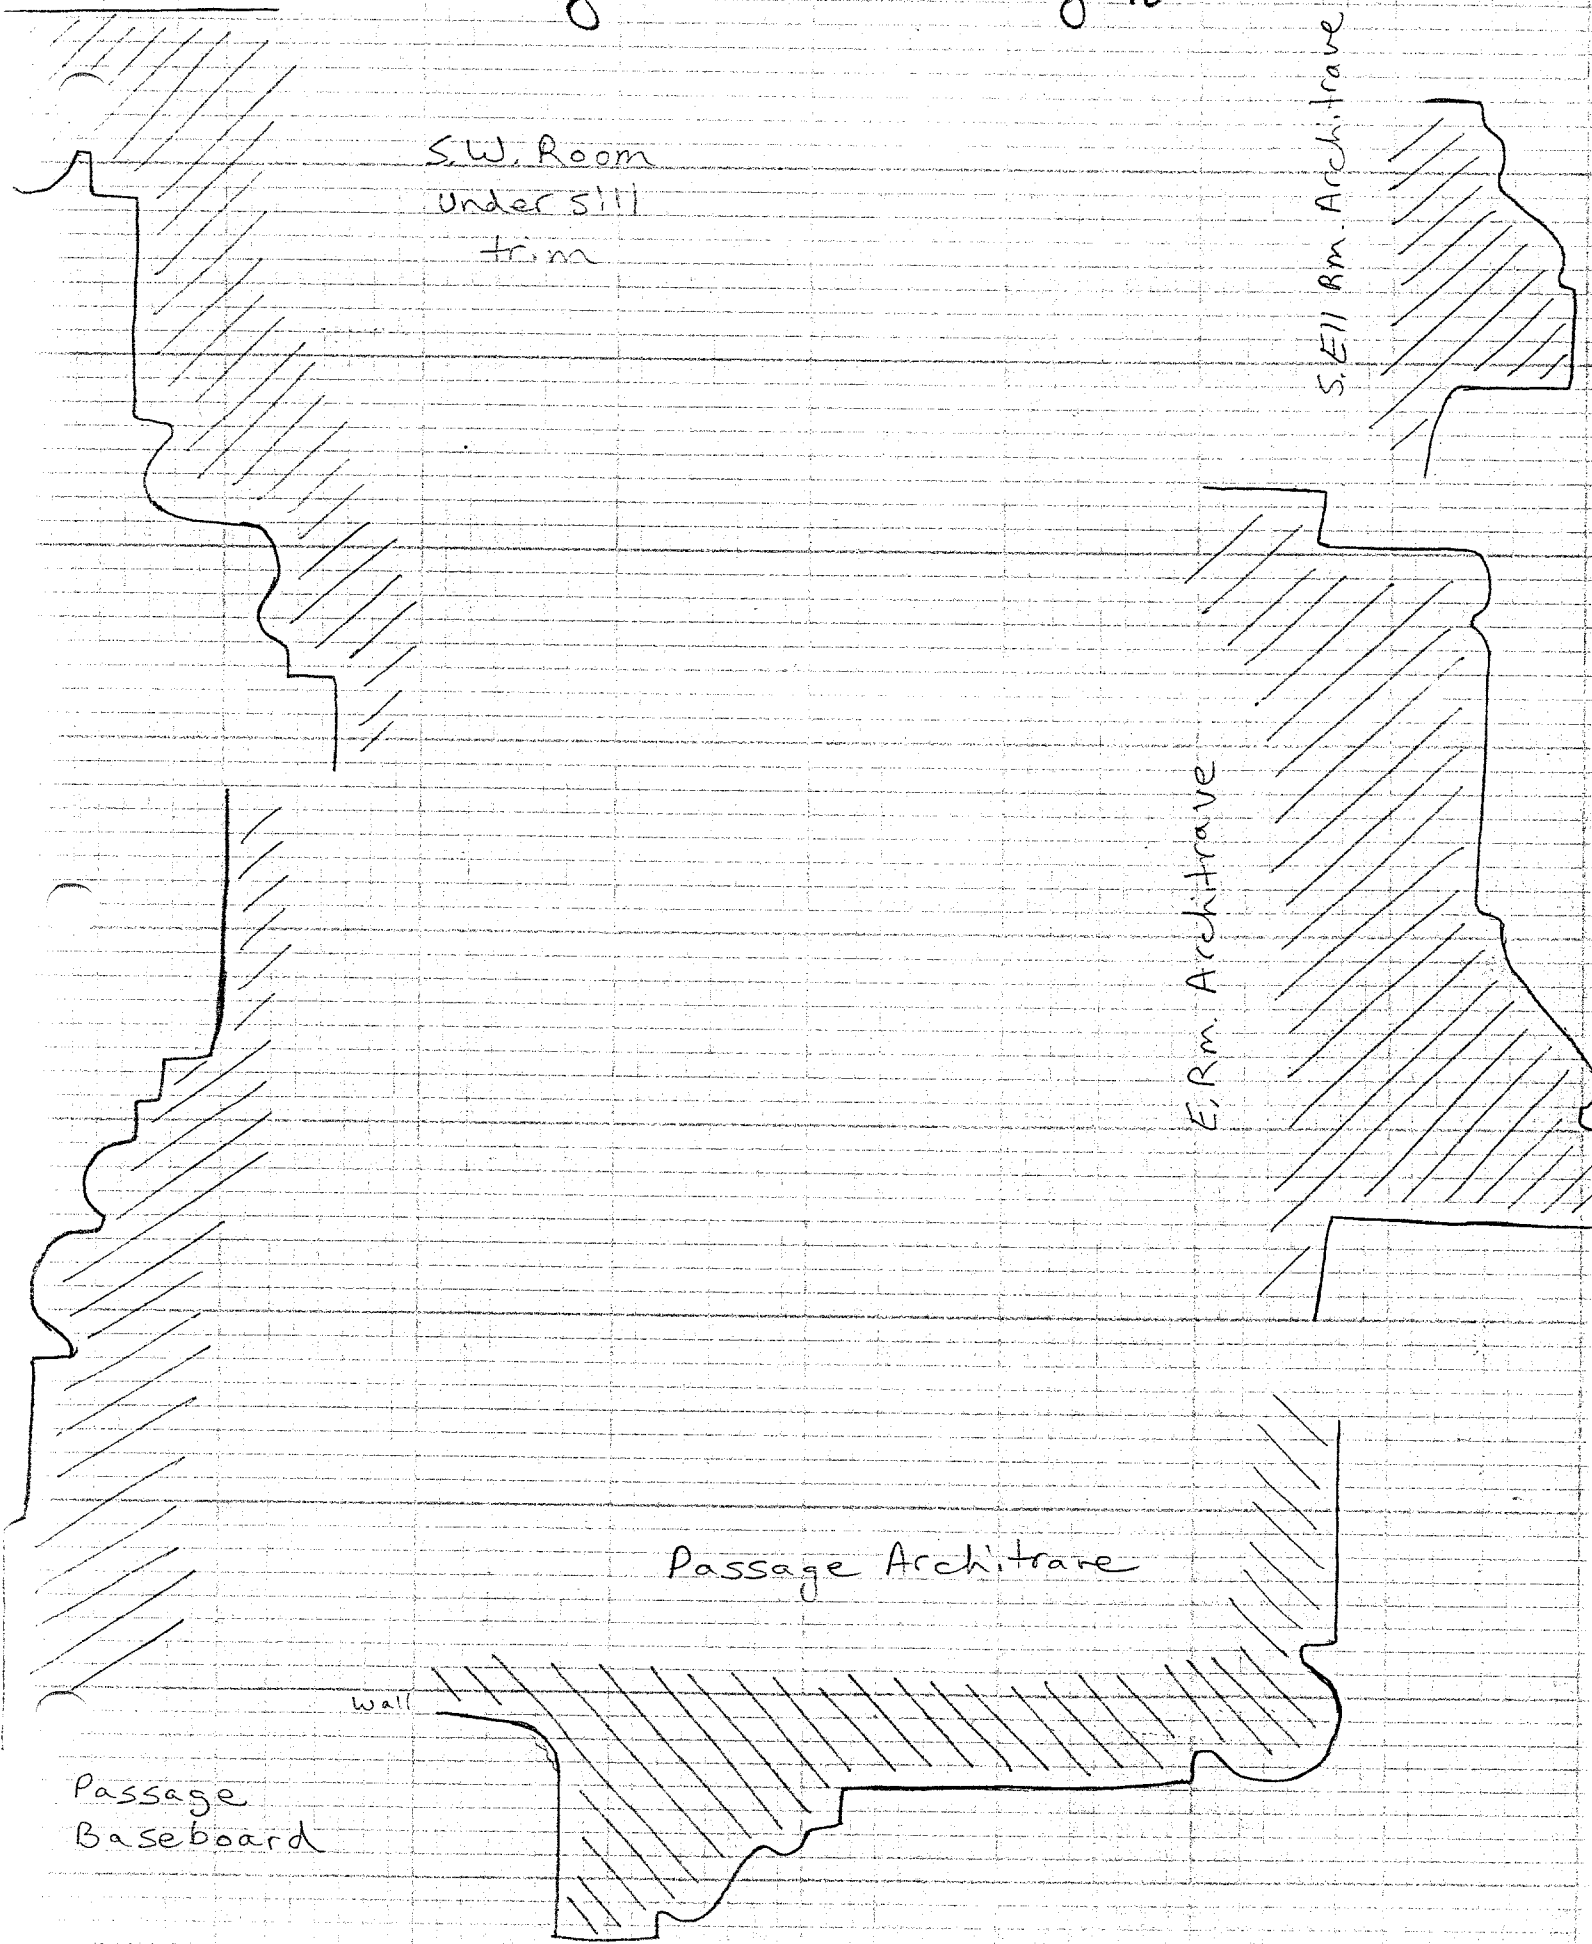 S.W. Room
under sill
trim
S. Ell Rm. Architrave
E. Rm. Architrave
Passage Architrave
Wall
Passage
Baseboard